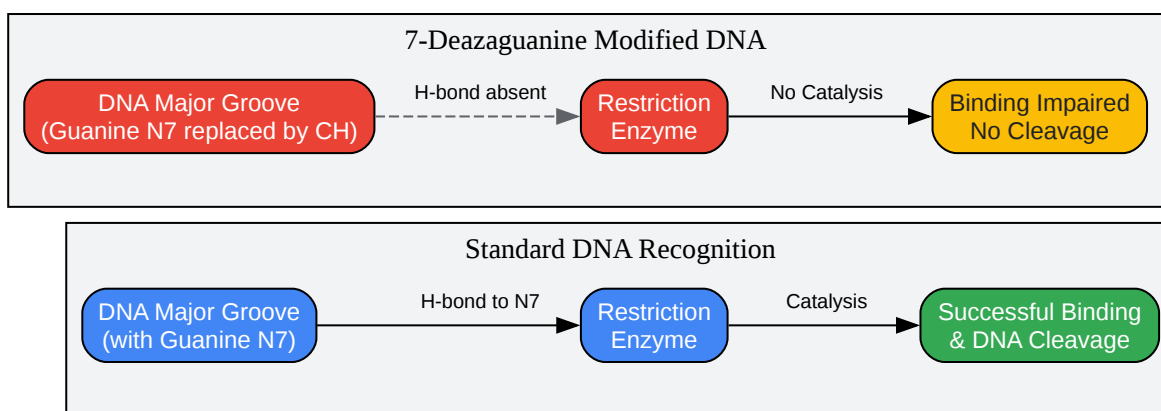 7-Deazaguanine Modified DNA
DNA Major Groove
(Guanine N7 replaced by CH)
H-bond absent
Restriction
Enzyme
No Catalysis
Binding Impaired
No Cleavage
Standard DNA Recognition
DNA Major Groove
(with Guanine N7)
H-bond to N7
Restriction
Enzyme
Catalysis
Successful Binding
& DNA Cleavage